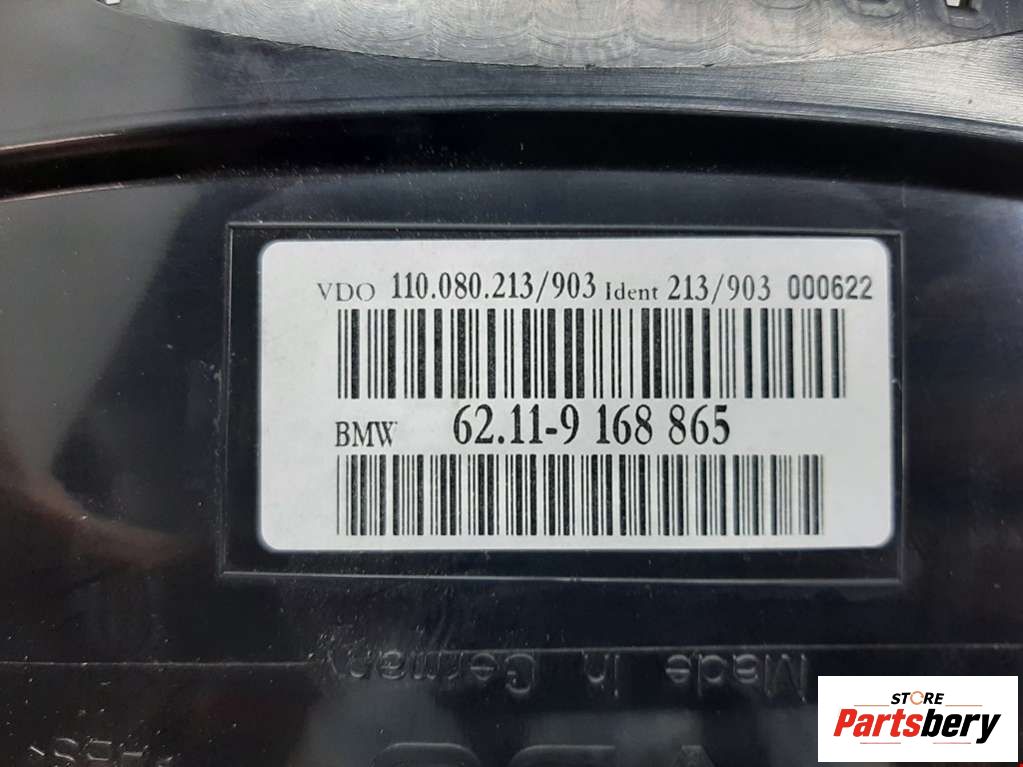 VDO 110.080.213/903 Ident 213/903 000622
BMW 62.11-9 168 865
Made in Germany
STORE
Partsbery